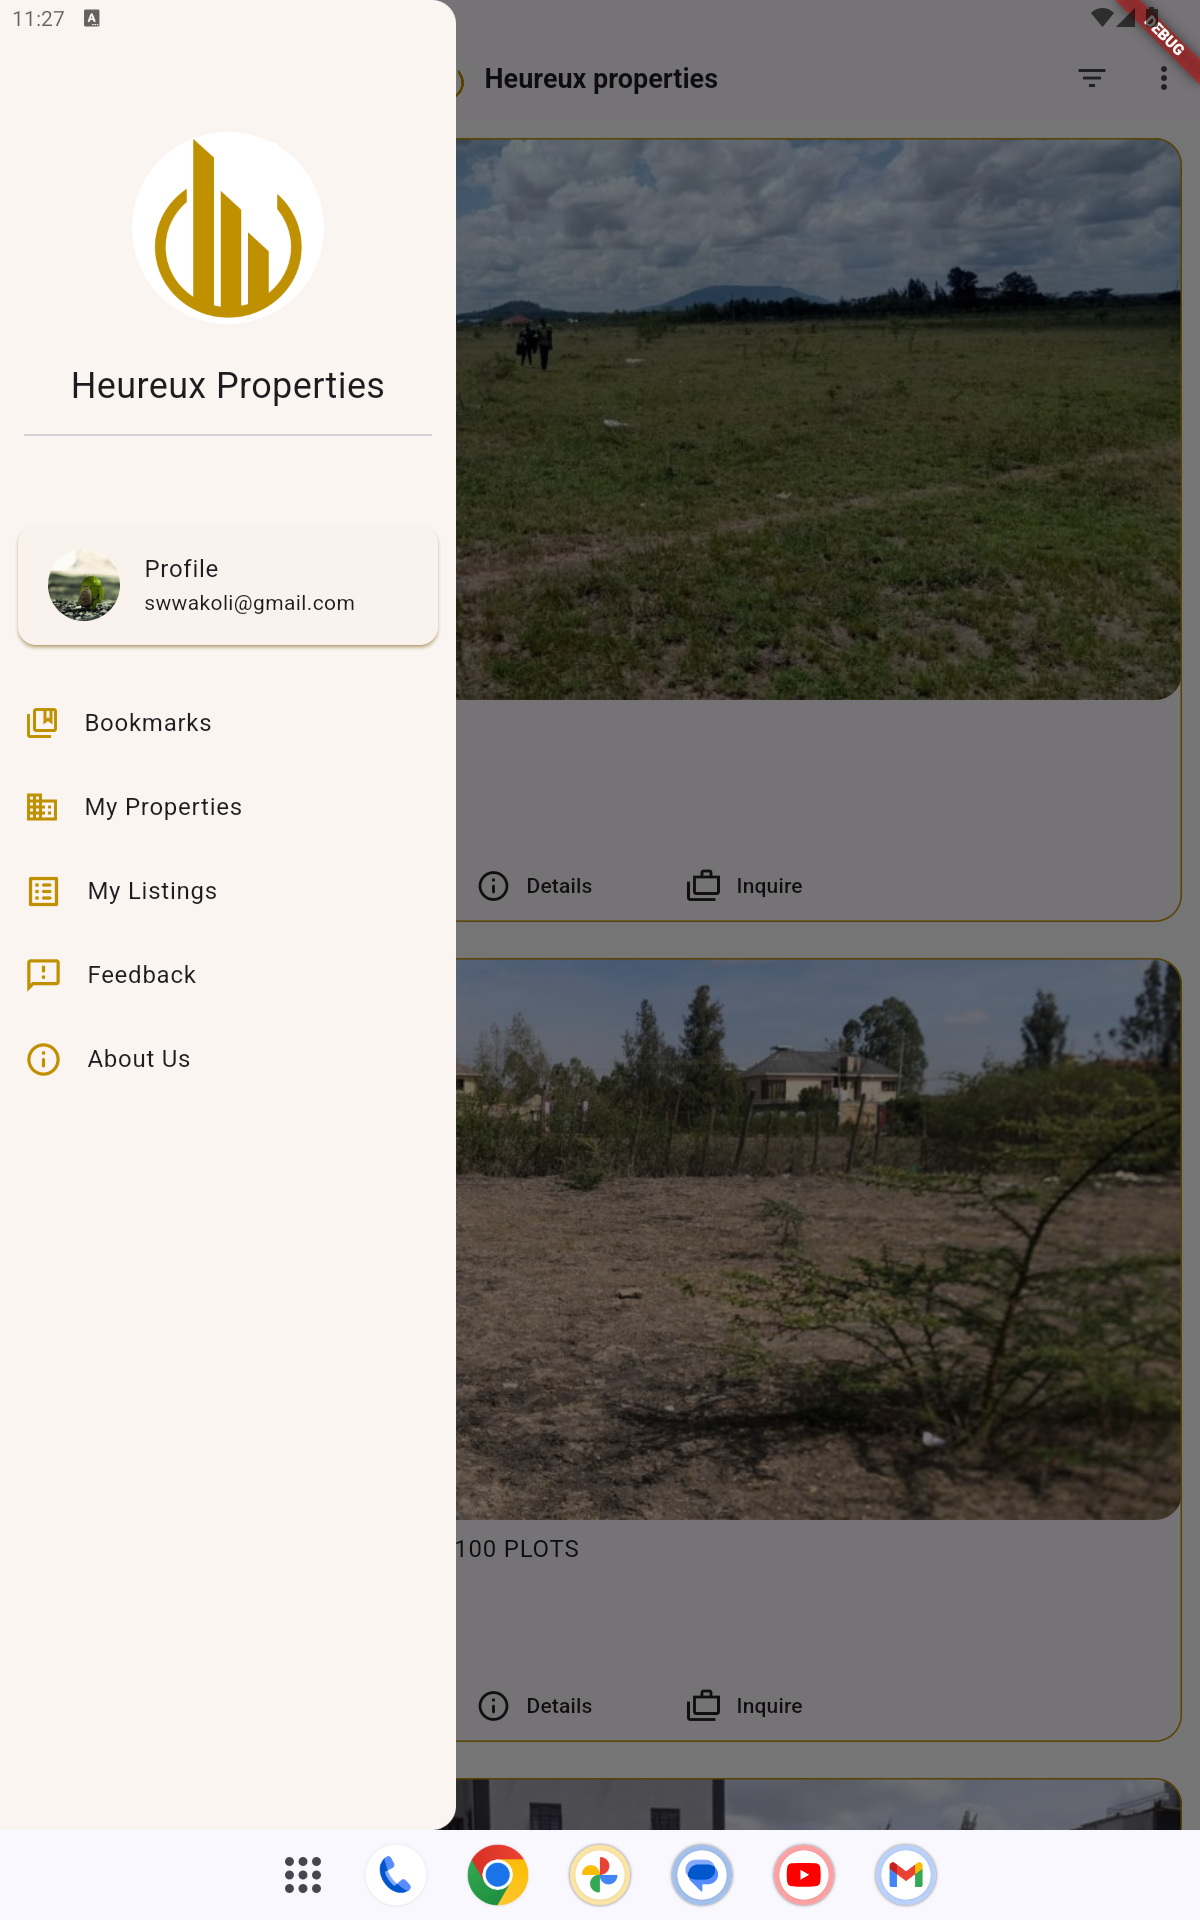 11:27
DEBUG
Heureux properties
Heureux Properties
Profile
swwakoli@gmail.com
Bookmarks
My Properties
Details
Inquire
My Listings
Feedback
About Us
100 PLOTS
Details
Inquire